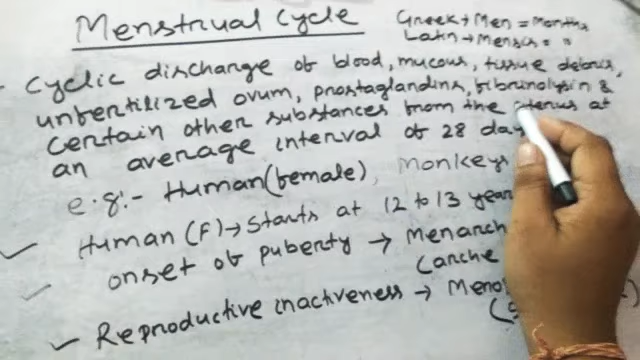 Menstrual Cycle
Greek → Men = Months
Latin → Mensis = "
- Cyclic discharge of blood, mucous, tissue debris,
unfertilized ovum, prostaglandins, fibrinolysin &
certain other substances from the uterus at
an average interval of 28 day
e.g:- Human(female), Monkeys
✓ Human (F) → Starts at 12 to 13 year
✓ onset of puberty → Menarch
(arche
✓ Reproductive inactiveness → Meno